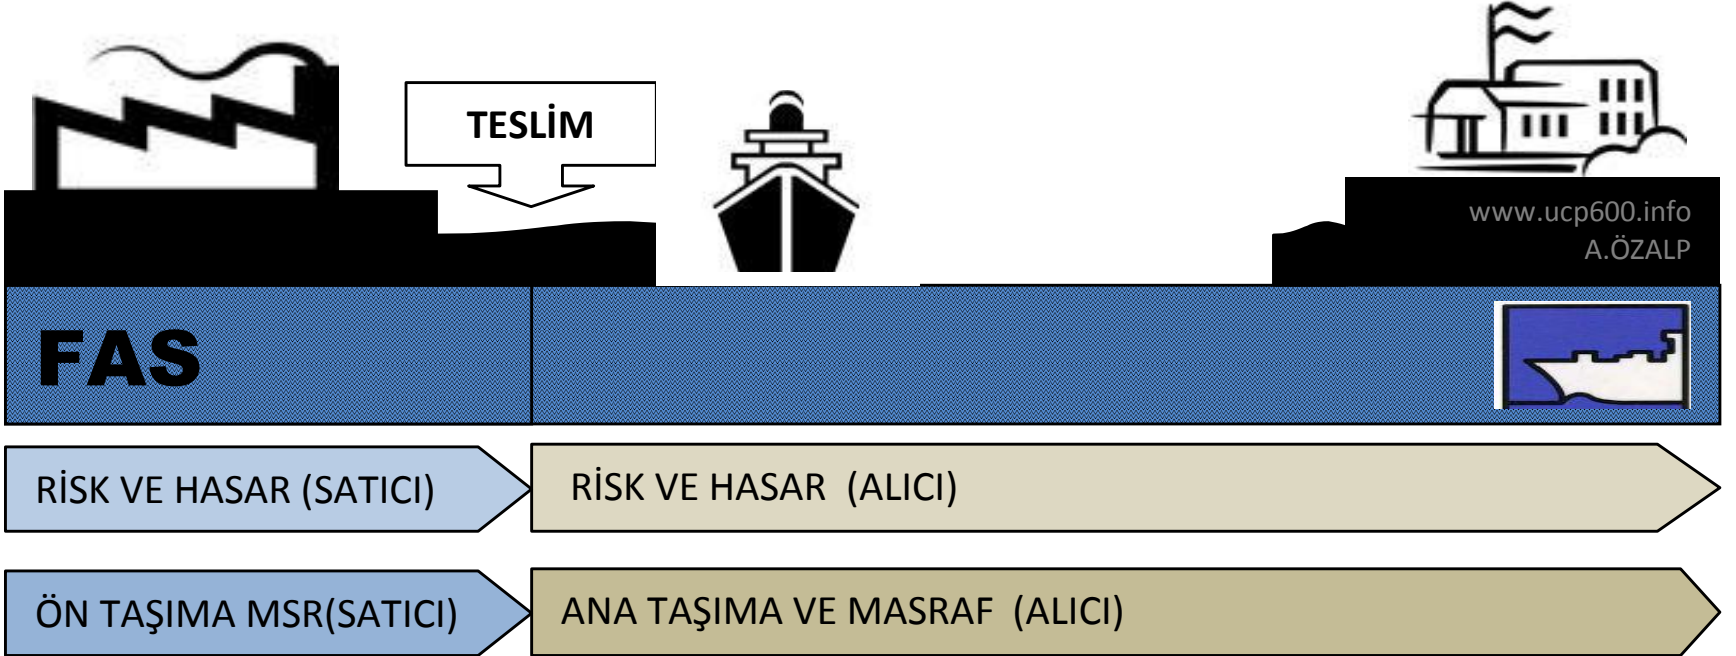 TESLİM
www.ucp600.info
A.ÖZALP
FAS
RİSK VE HASAR (SATICI)
RİSK VE HASAR  (ALICI)
ÖN TAŞIMA MSR(SATICI)
ANA TAŞIMA VE MASRAF  (ALICI)